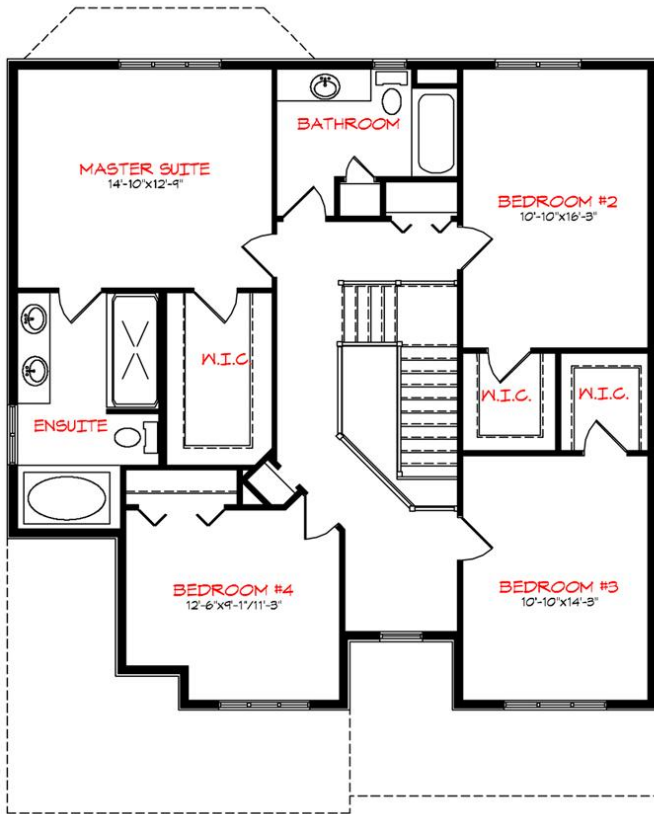 BATHROOM
MASTER SUITE
14'-10"x12'-9"
BEDROOM #2
10'-10"x16'-3"
W.I.C
W.I.C.
W.I.C.
ENSUITE
BEDROOM #4
12'-6"x9'-1"/11'-3"
BEDROOM #3
10'-10"x14'-3"